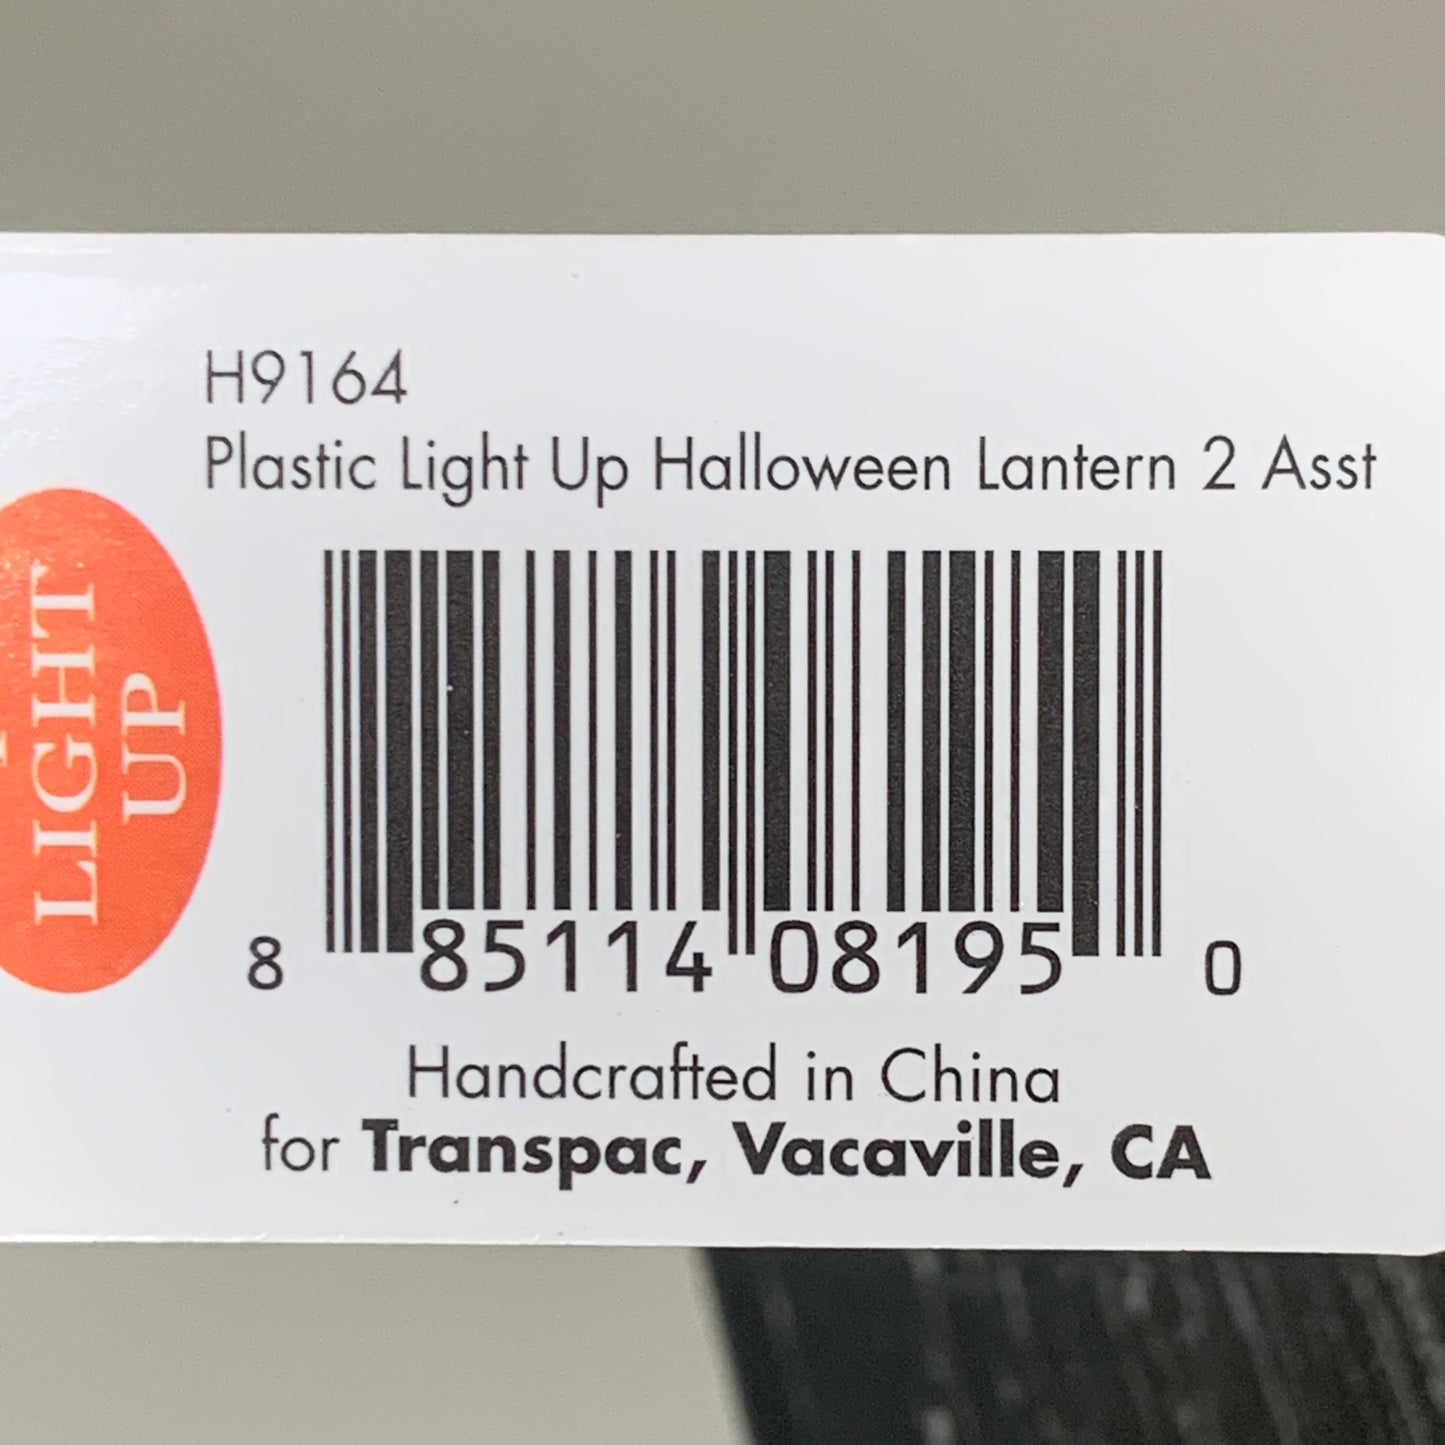 H9164
Plastic Light Up Halloween Lantern 2 Asst
LIGHT
UP
8 85114 08195 0
Handcrafted in China
for Transpac, Vacaville, CA